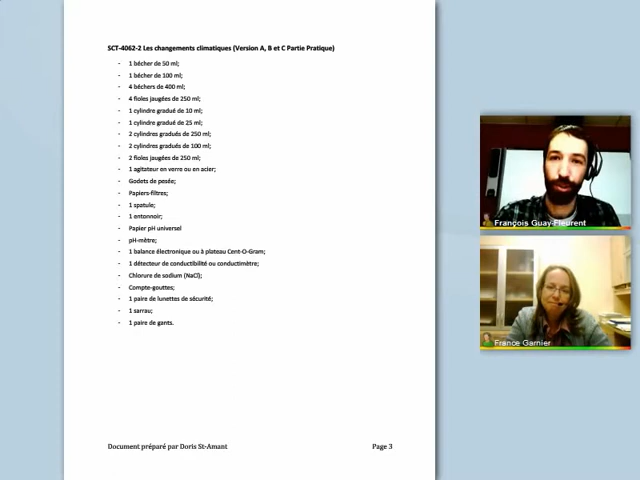 SCT-4062-2 Les changements climatiques (Version A, B et C Partie Pratique)
- 1 bécher de 50 ml;
- 1 bécher de 100 ml;
- 4 béchers de 400 ml;
- 4 fioles jaugées de 250 ml;
- 1 cylindre gradué de 10 ml;
- 1 cylindre gradué de 25 ml;
- 2 cylindres gradués de 250 ml;
- 2 cylindres gradués de 100 ml;
- 2 fioles jaugées de 250 ml;
- 1 agitateur en verre ou en acier;
- Godets de pesée;
- Papiers-filtres;
- 1 spatule;
- 1 entonnoir;
- Papier pH universel
- pH-mètre;
- 1 balance électronique ou à plateau Cent-O-Gram;
- 1 détecteur de conductibilité ou conductimètre;
- Chlorure de sodium (NaCl);
- Compte-gouttes;
- 1 paire de lunettes de sécurité;
- 1 sarrau;
- 1 paire de gants.
Document préparé par Doris St-Amant Page 3
François Guay-Fleurent
France Garnier